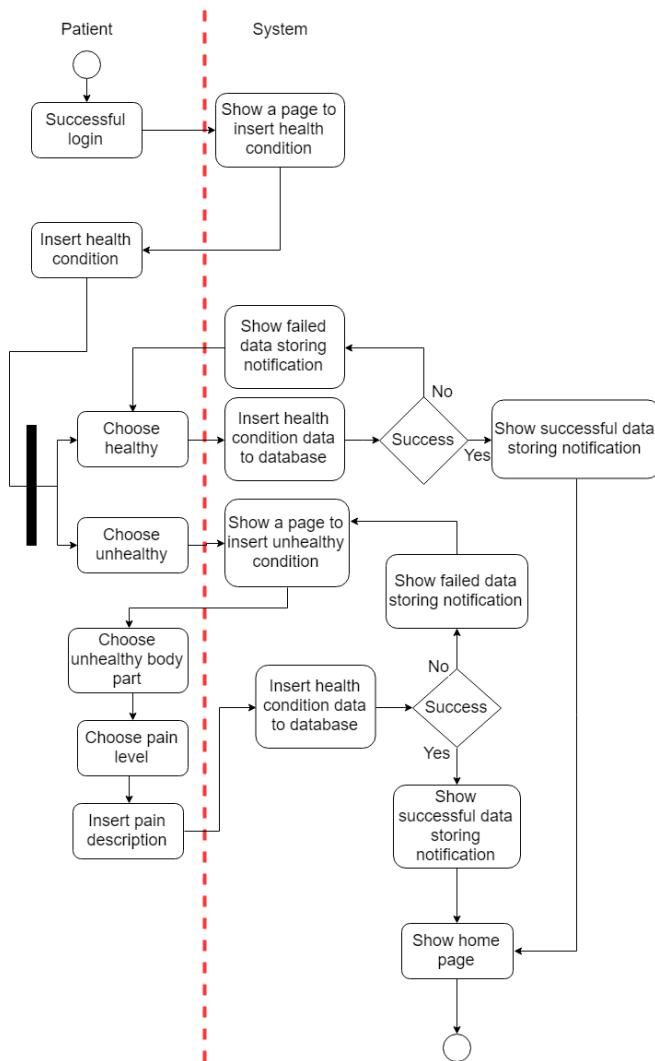 Patient
System
Successful
login
Show a page to
insert health
condition
Insert health
condition
Show failed
data storing
notification
No
Choose
healthy
Insert health
condition data
to database
Success
Yes
Show successful data
storing notification
Choose
unhealthy
Show a page to
insert unhealthy
condition
Show failed data
storing notification
Choose
unhealthy body
part
No
Insert health
condition data
to database
Success
Choose pain
level
Yes
Insert pain
description
Show
successful data
storing
notification
Show home
page